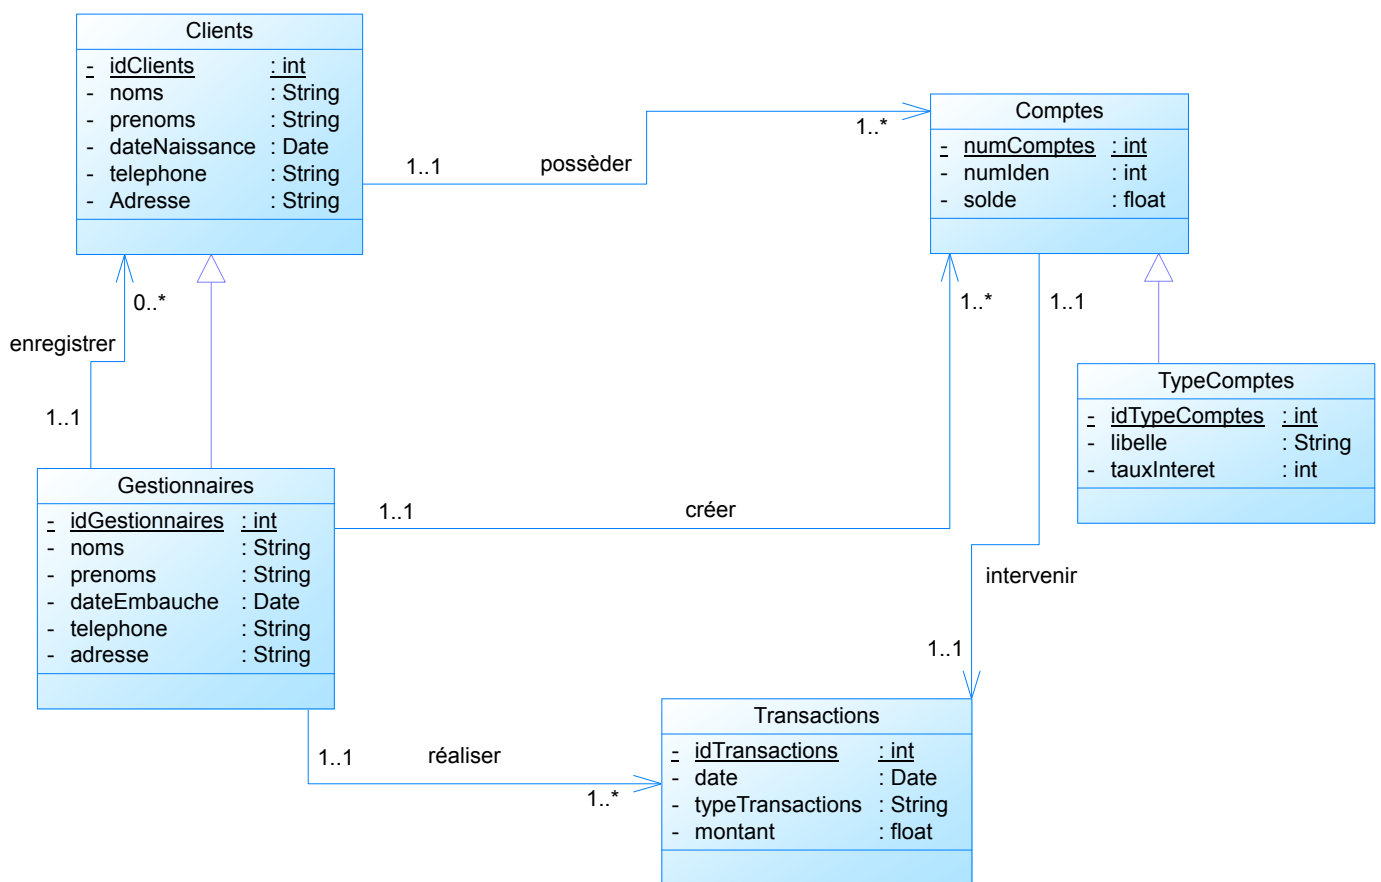 Clients
- idClients : int
- noms : String
- prenoms : String
- dateNaissance : Date
- telephone : String
- Adresse : String
1..1 possèder 1..*
Comptes
- numComptes : int
- numIden : int
- solde : float
0..*
enregistrer
1..1
1..*
1..1
TypeComptes
- idTypeComptes : int
- libelle : String
- tauxInteret : int
Gestionnaires
- idGestionnaires : int
- noms : String
- prenoms : String
- dateEmbauche : Date
- telephone : String
- adresse : String
1..1 créer
intervenir
1..1
1..1 réaliser
1..*
Transactions
- idTransactions : int
- date : Date
- typeTransactions : String
- montant : float